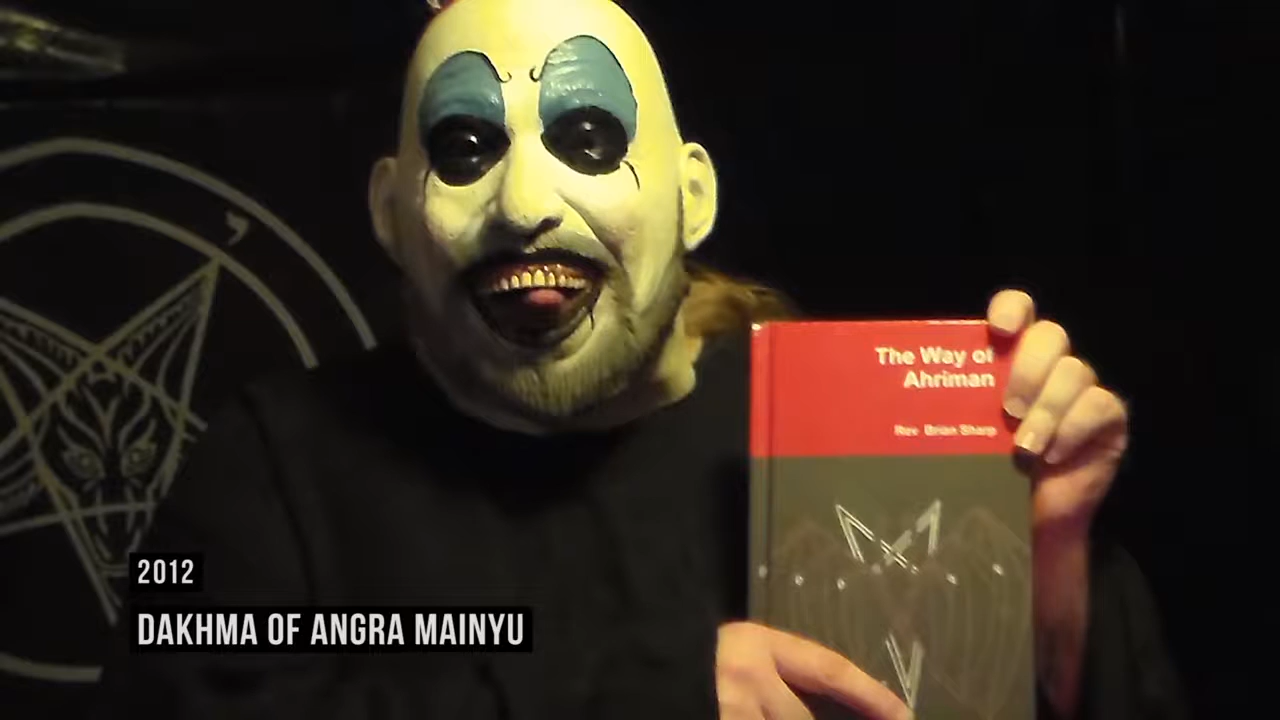 The Way of
Ahriman
Rev Brian Sharp
2012
DAKHMA OF ANGRA MAINYU